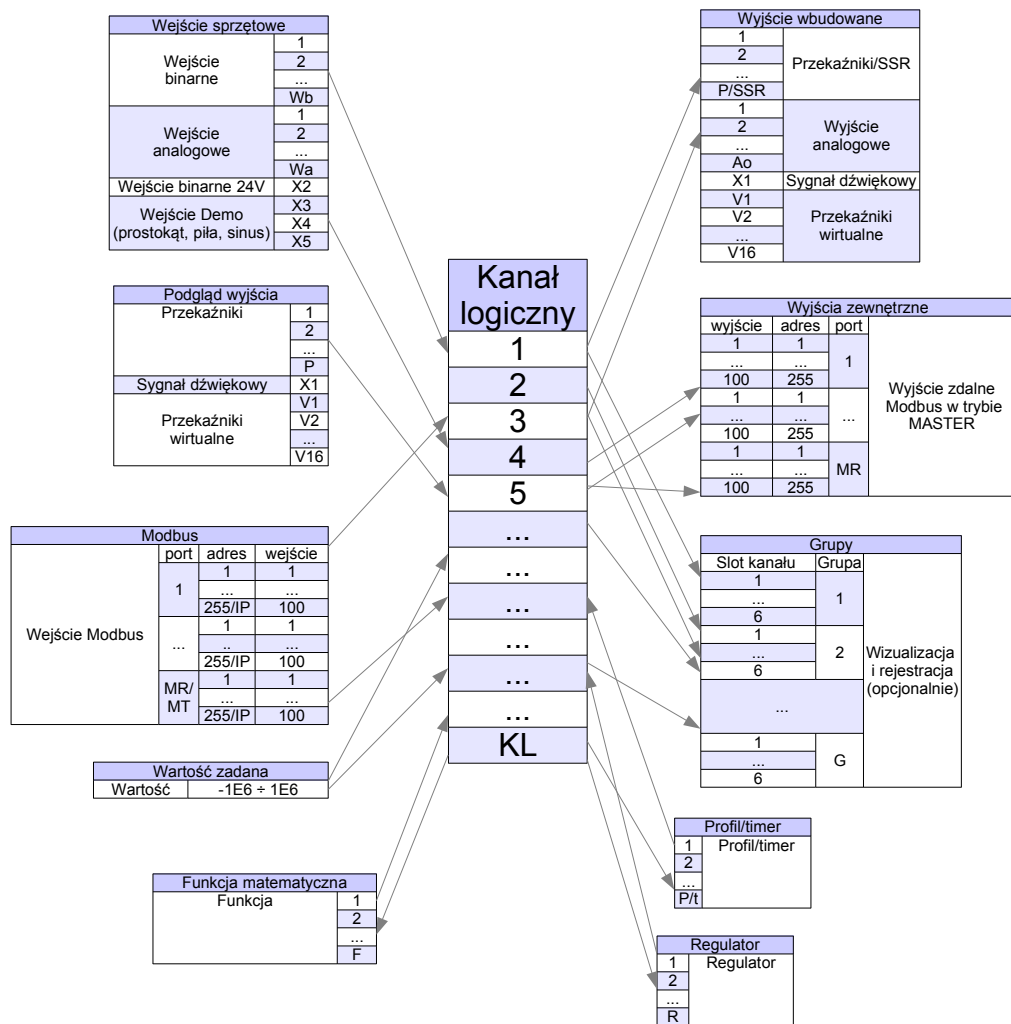 Wejście sprzętowe
Wejście
binarne
1
2
...
Wb
Wejście
analogowe
1
2
...
Wa
Wejście binarne 24V
X2
Wejście Demo
(prostokąt, piła, sinus)
X3
X4
X5
Podgląd wyjścia
Przekaźniki
1
2
...
P
Sygnał dźwiękowy
X1
Przekaźniki
wirtualne
V1
V2
...
V16
Modbus
Wejście Modbus
port adres wejście
1
1 1
... ...
255/IP 100
...
1 1
.. ...
255/IP 100
MR/
MT
1 1
... ...
255/IP 100
Wartość zadana
Wartość
-1E6 ÷ 1E6
Funkcja matematyczna
Funkcja
1
2
...
F
Kanał
logiczny
1
2
3
4
5
...
...
...
...
...
...
KL
Wyjście wbudowane
1
2
...
P/SSR
Przekaźniki/SSR
1
2
...
Ao
Wyjście
analogowe
X1
Sygnał dźwiękowy
V1
V2
...
V16
Przekaźniki
wirtualne
Wyjścia zewnętrzne
wyjście adres port
1 1
... ...
100 255
1
1 1
... ...
100 255
...
1 1
... ...
100 255
MR
Wyjście zdalne
Modbus w trybie
MASTER
Grupy
Slot kanału Grupa
1
...
6
1
1
...
6
2
...
1
...
6
G
Wizualizacja
i rejestracja
(opcjonalnie)
Profil/timer
1
2
...
P/t
Profil/timer
Regulator
1
2
...
R
Regulator